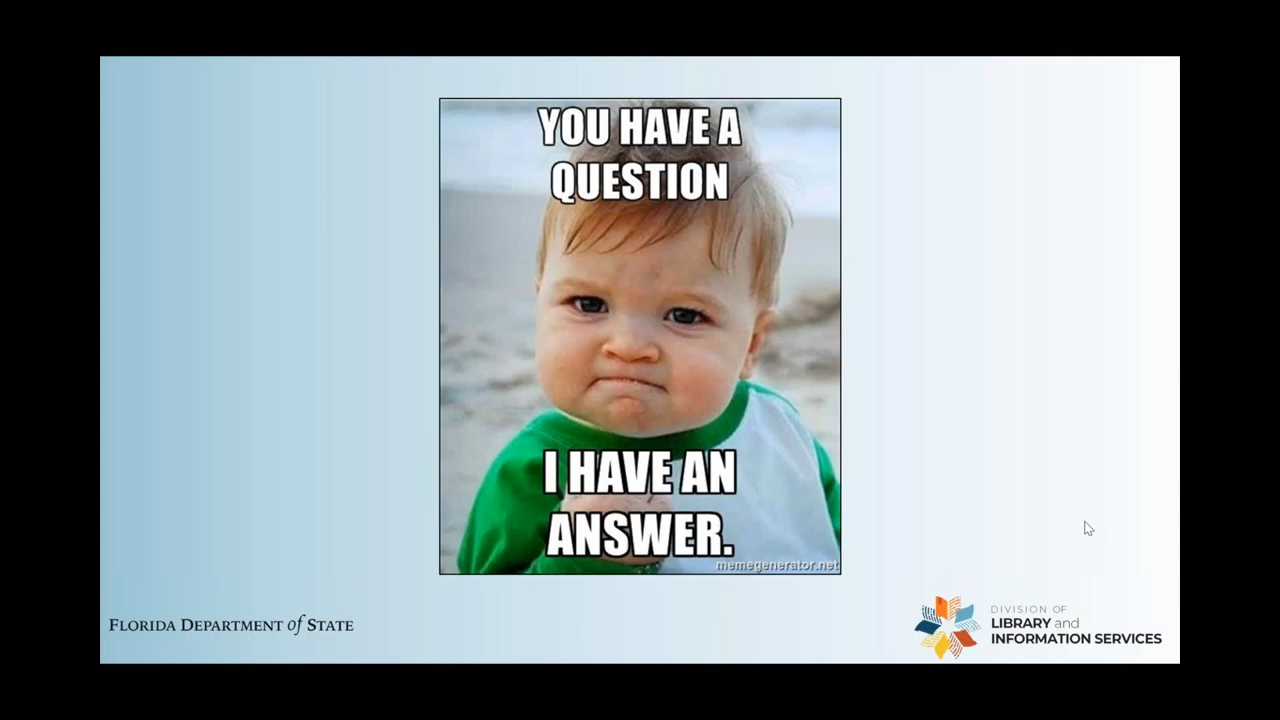 YOU HAVE A
QUESTION
I HAVE AN
ANSWER.
memegenerator.net
FLORIDA DEPARTMENT of STATE
DIVISION OF
LIBRARY and
INFORMATION SERVICES